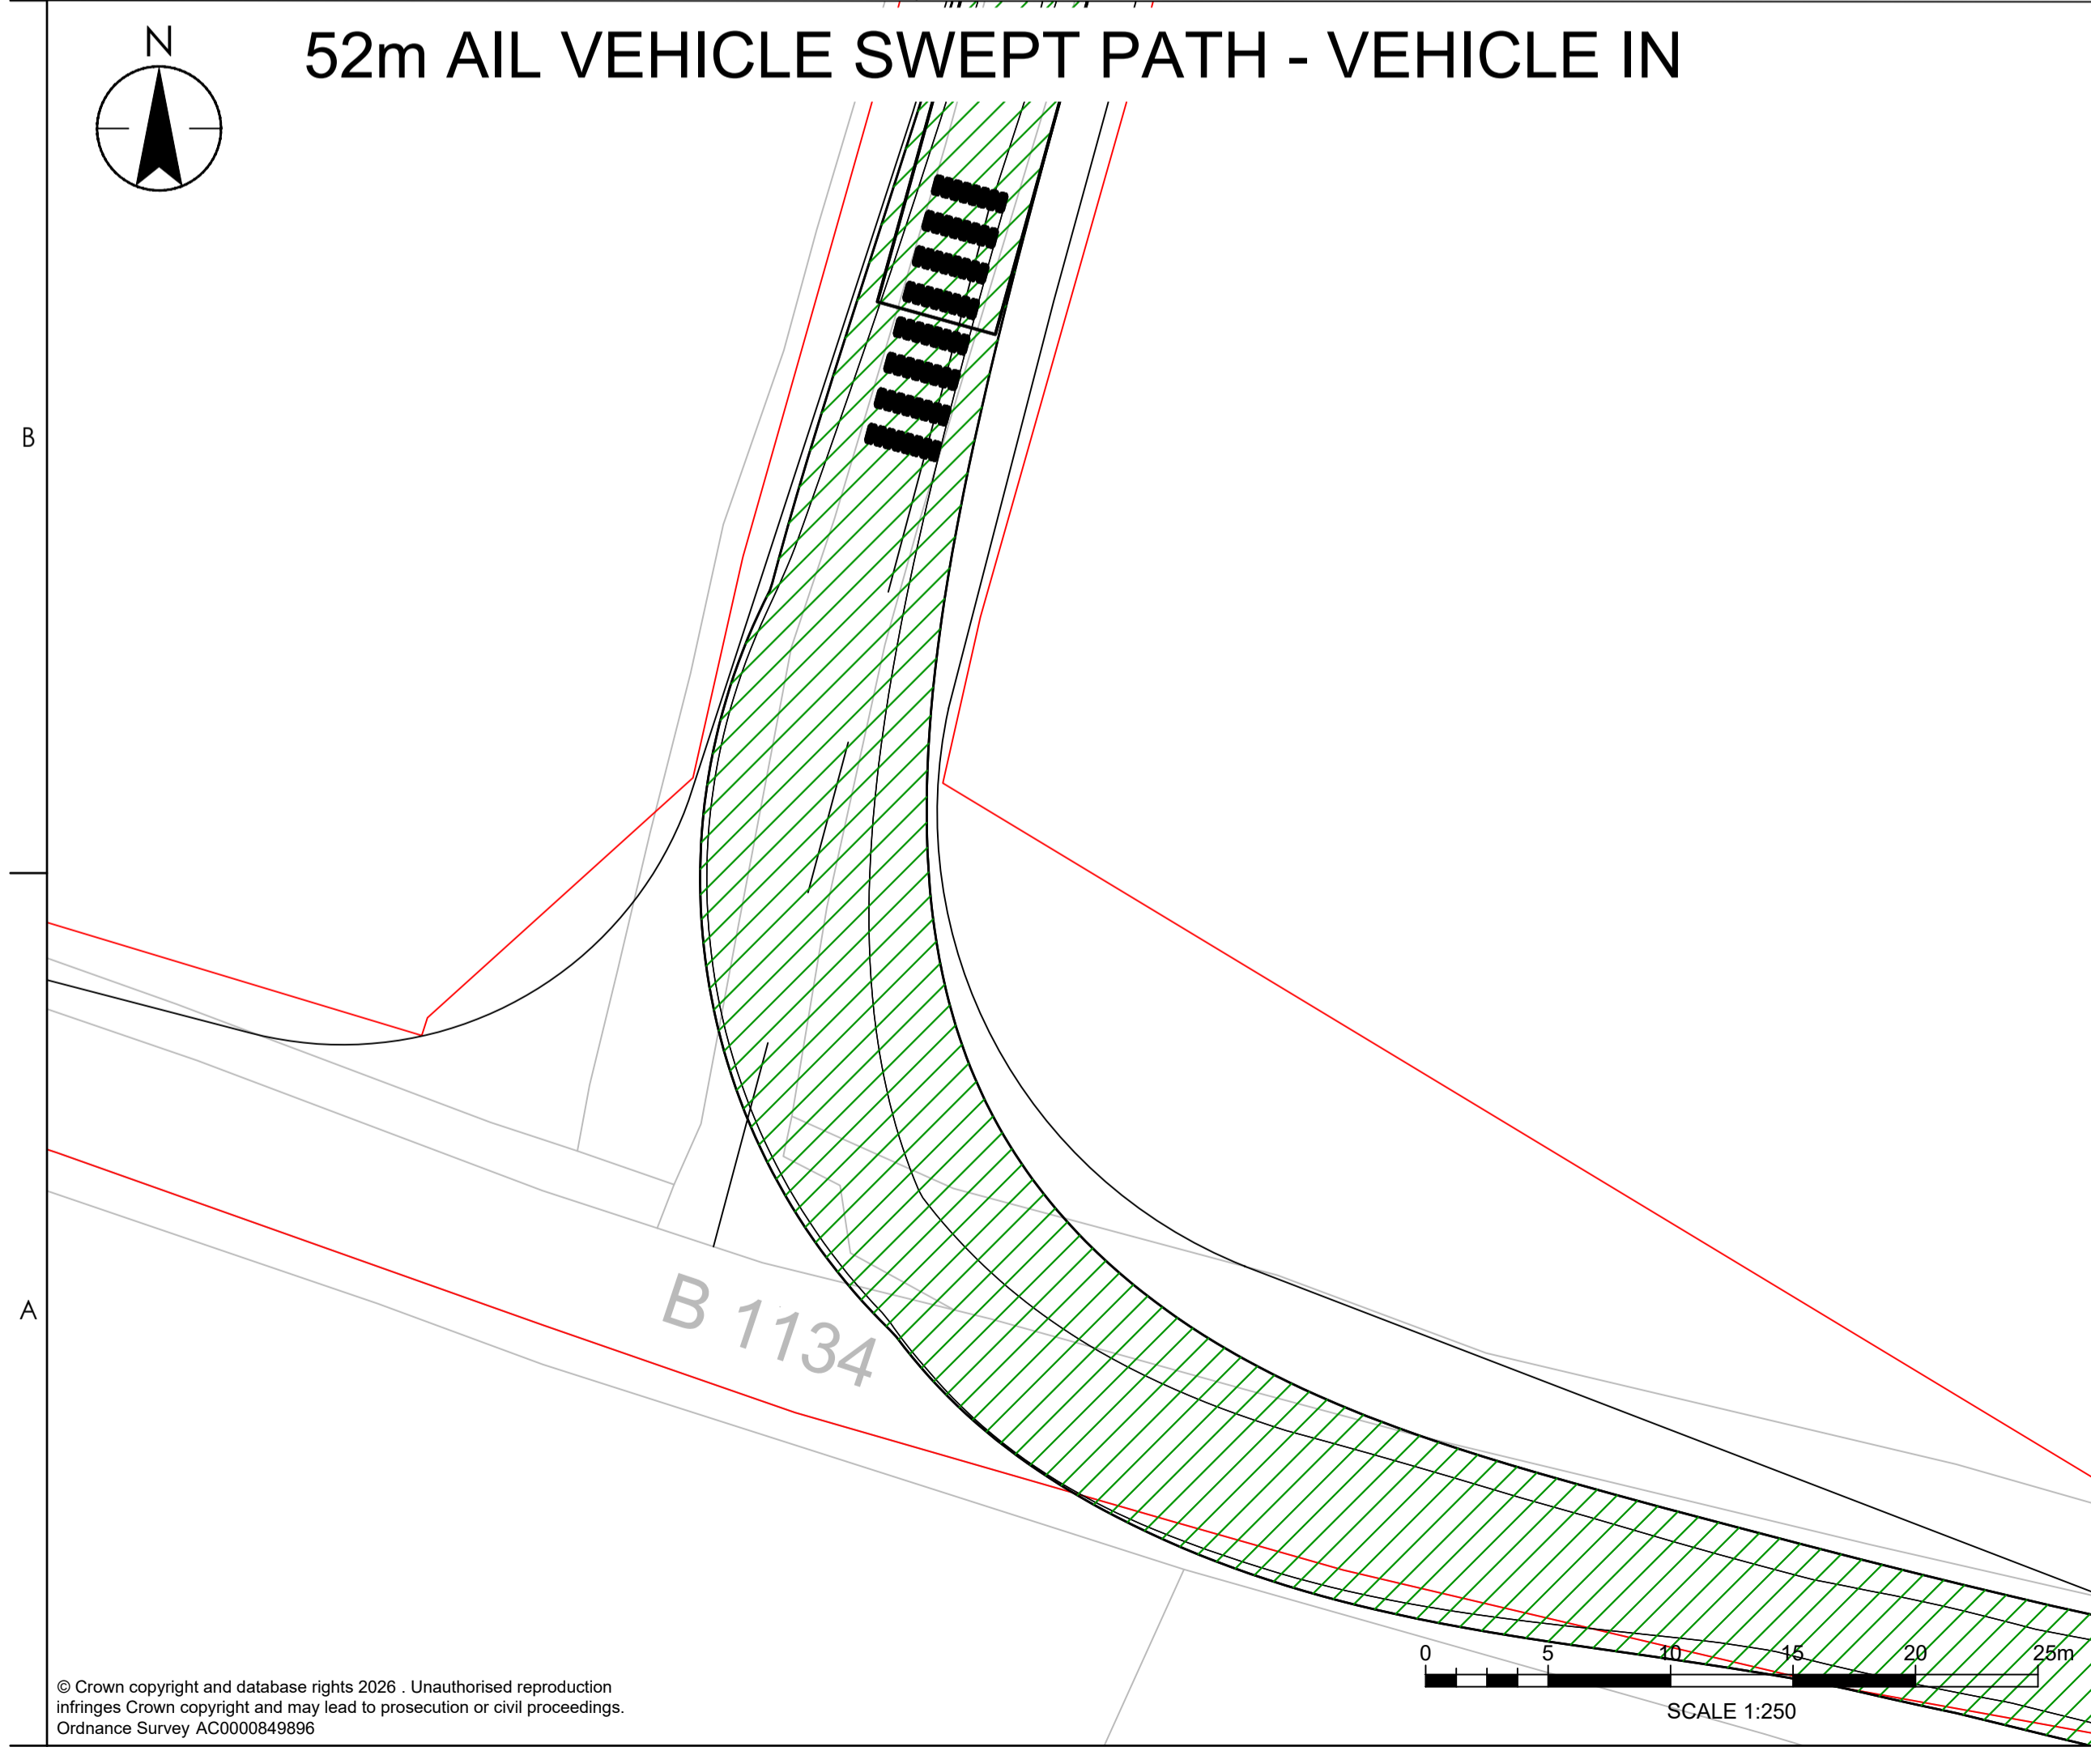 N
52m AIL VEHICLE SWEPT PATH - VEHICLE IN
B
A
B 1134
0 5 10 15 20 25m
SCALE 1:250
© Crown copyright and database rights 2026 . Unauthorised reproduction
infringes Crown copyright and may lead to prosecution or civil proceedings.
Ordnance Survey AC0000849896